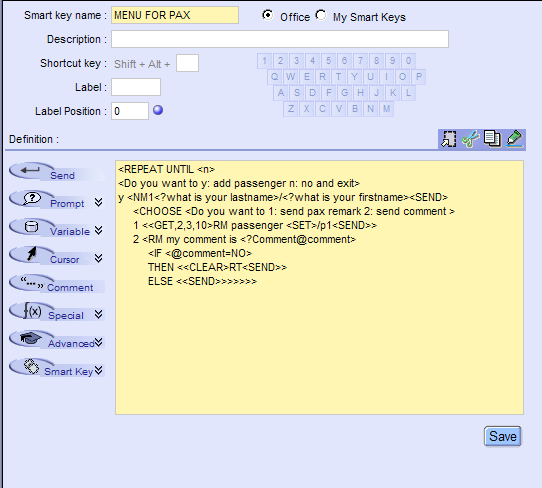 Smart key name : MENU FOR PAX Office My Smart Keys
Description :
Shortcut key : Shift + Alt +
1 2 3 4 5 6 7 8 9 0
Q W E R T Y U I O P
A S D F G H J K L
Z X C V B N M
Label :
Label Position : 0
Definition :
Send
Prompt
Variable
Cursor
"...„ Comment
f(x) Special
Advanced
Smart Key
<REPEAT UNTIL <n>
<Do you want to y: add passenger n: no and exit>
y <NM1<?what is your lastname>/<?what is your firstname><SEND>
<CHOOSE <Do you want to 1: send pax remark 2: send comment >
1 <<GET,2,3,10>RM passenger <SET>/p1<SEND>>
2 <RM my comment is <?Comment@comment>
<IF <@comment=NO>
THEN <<CLEAR>RT<SEND>>
ELSE <<SEND>>>>>>>
Save